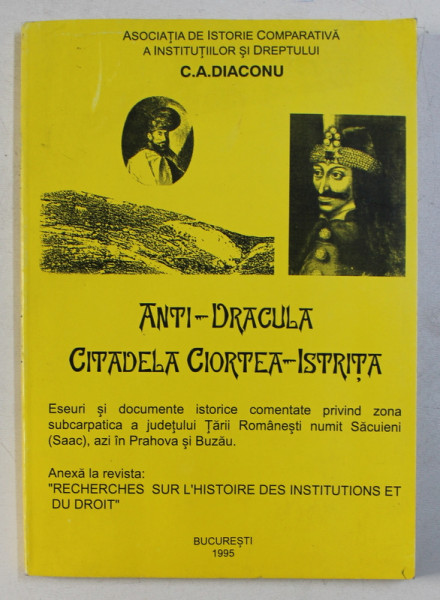 ASOCIAȚIA DE ISTORIE COMPARATIVĂ
A INSTITUȚIILOR ȘI DREPTULUI
C.A.DIACONU
ANTI-DRACULA
CITADELA CIORTEA-ISTRIȚA
Eseuri și documente istorice comentate privind zona
subcarpatica a județului Țării Românești numit Săcuieni
(Saac), azi în Prahova și Buzău.
Anexă la revista:
"RECHERCHES SUR L'HISTOIRE DES INSTITUTIONS ET
DU DROIT"
BUCUREȘTI
1995